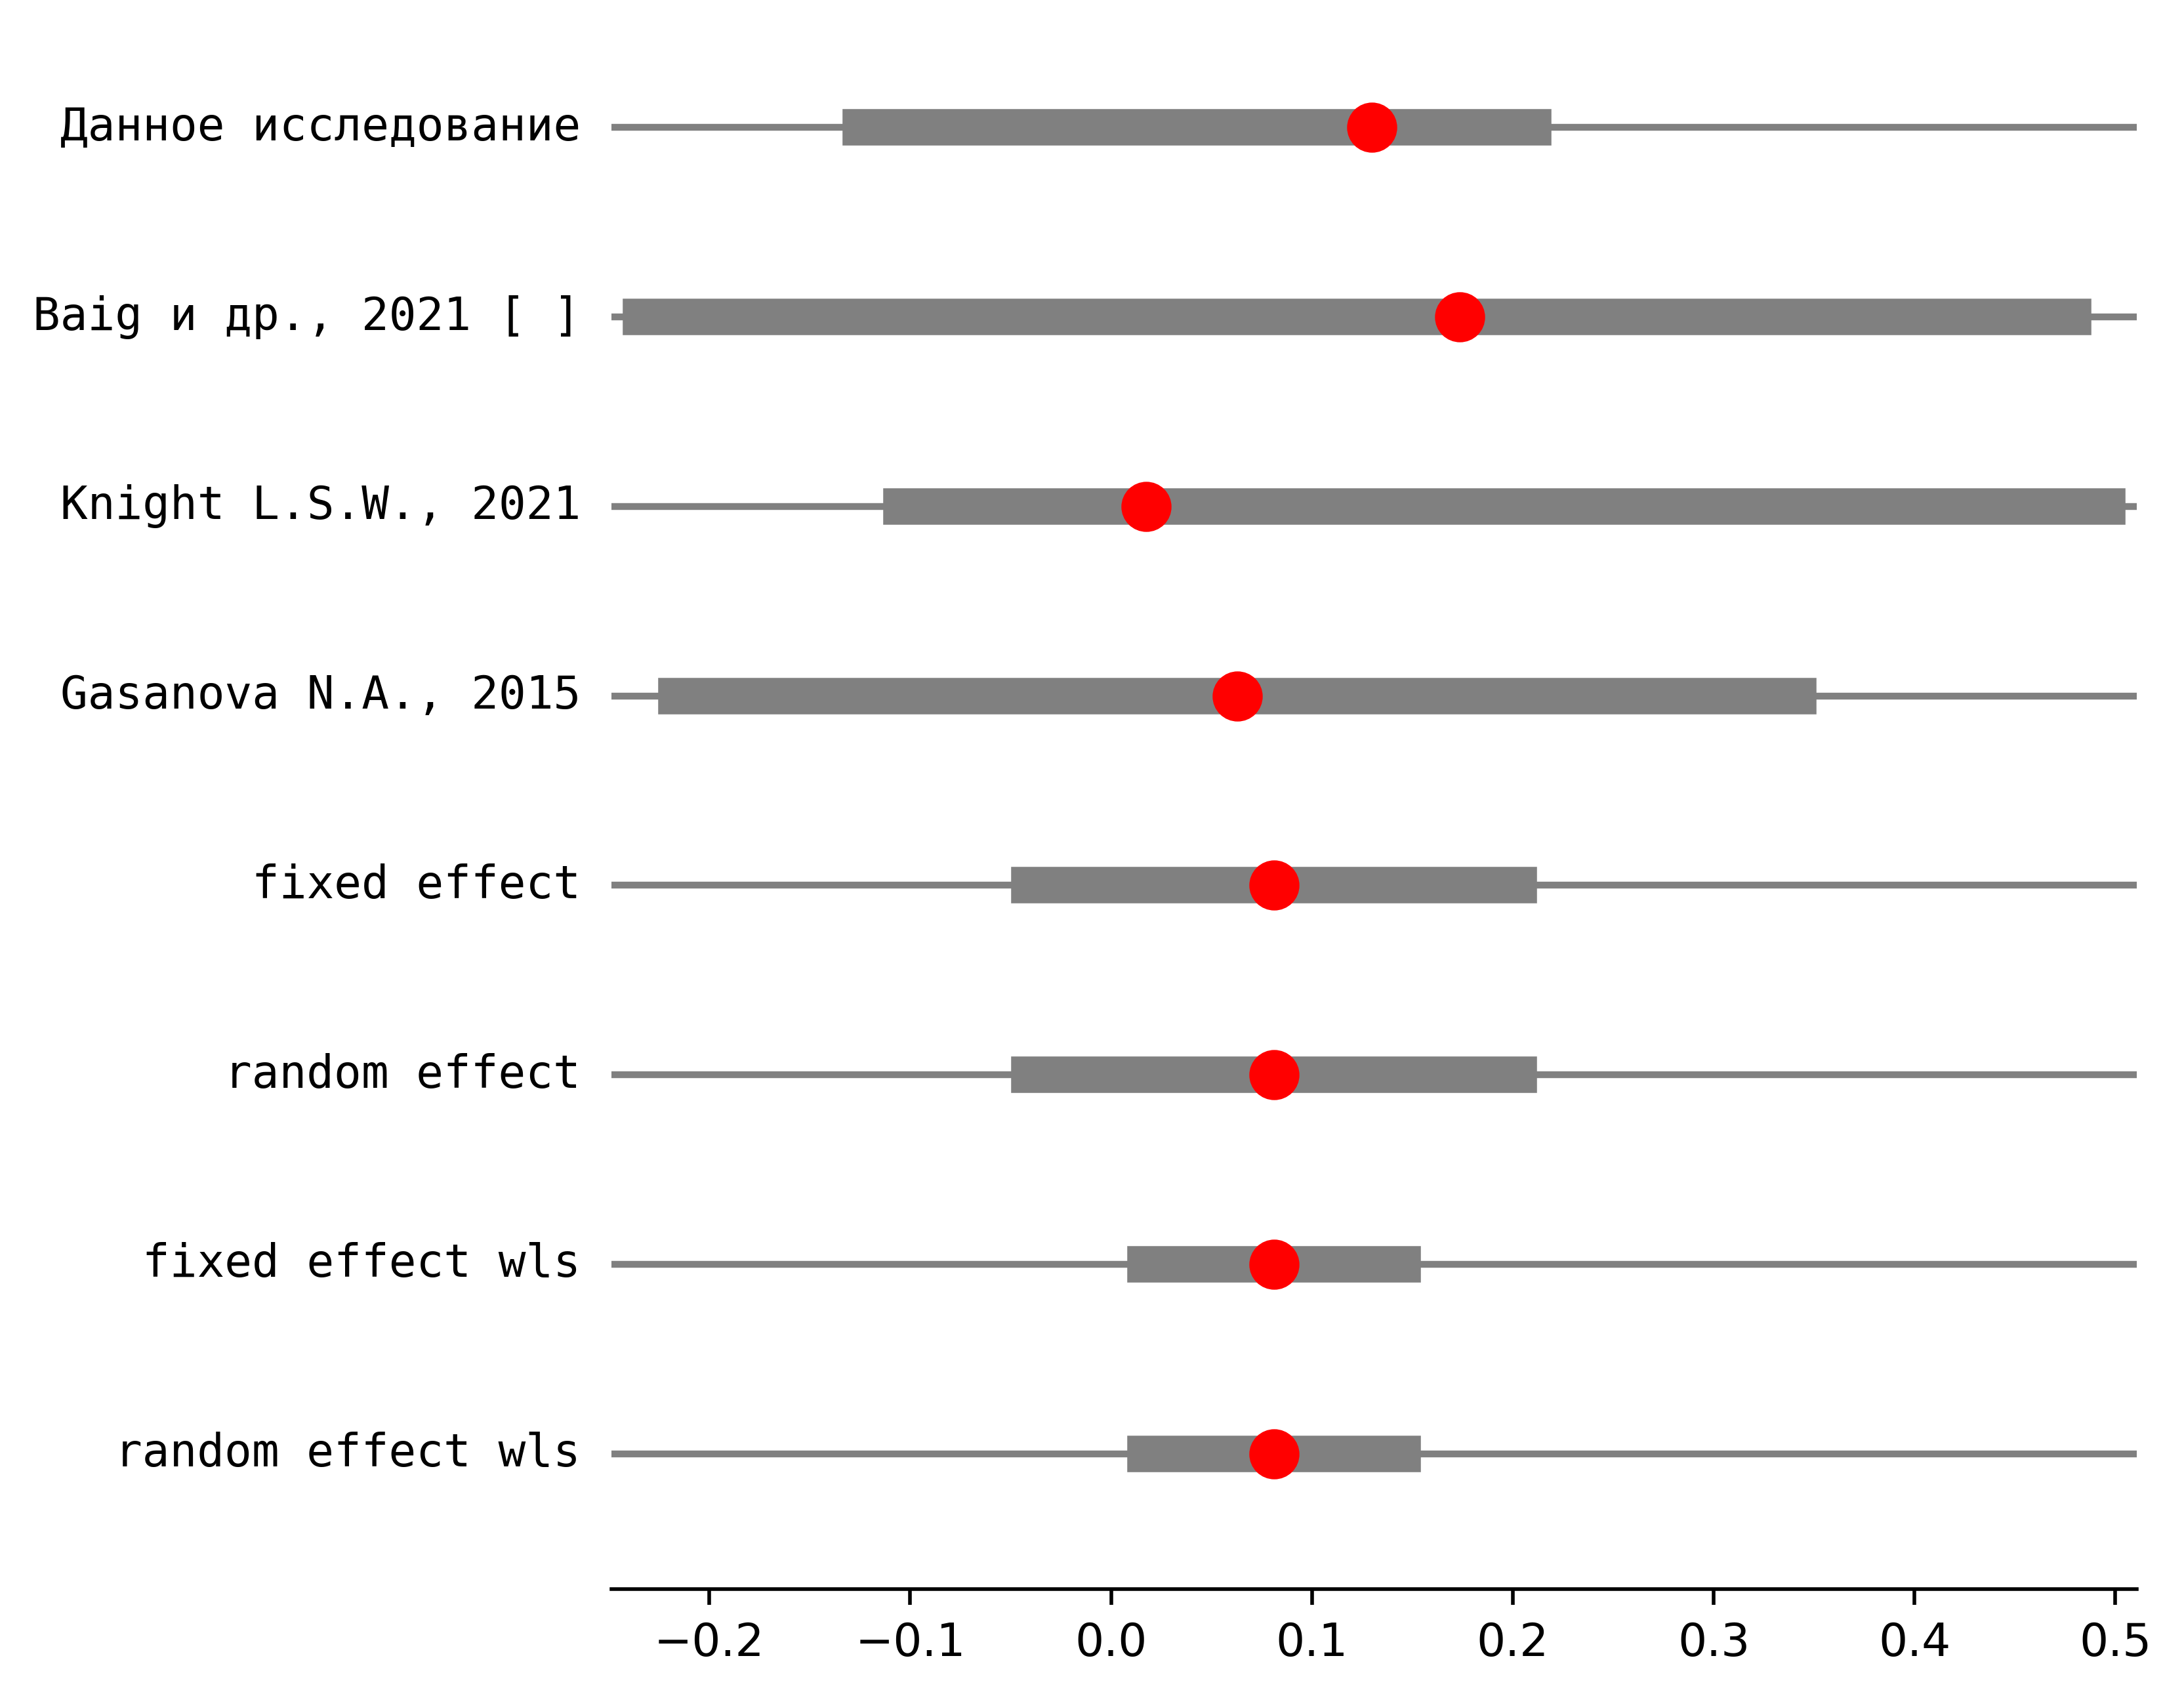 Данное исследование
Baig и др., 2021 [ ]
Knight L.S.W., 2021
Gasanova N.A., 2015
fixed effect
random effect
fixed effect wls
random effect wls
−0.2 −0.1 0.0 0.1 0.2 0.3 0.4 0.5